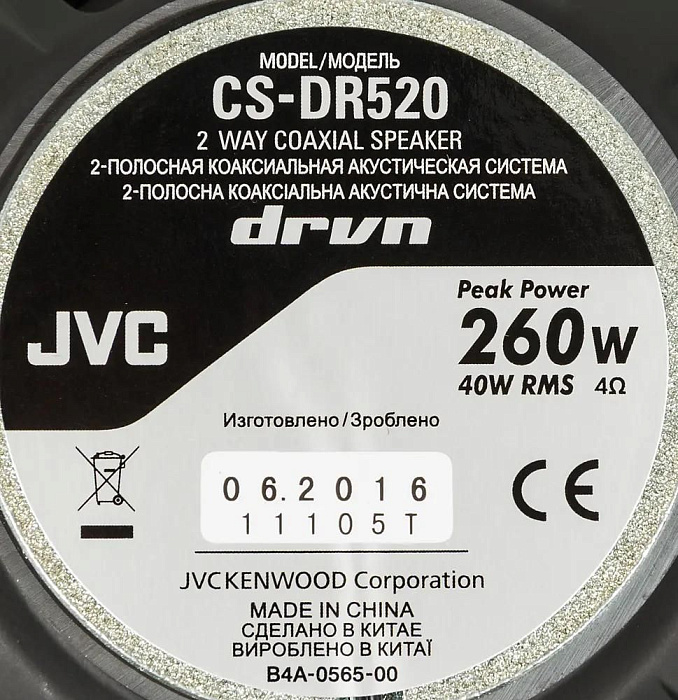 MODEL/МОДЕЛЬ
CS-DR520
2 WAY COAXIAL SPEAKER
2-ПОЛОСНАЯ КОАКСИАЛЬНАЯ АКУСТИЧЕСКАЯ СИСТЕМА
2-ПОЛОСНА КОАКСІАЛЬНА АКУСТИЧНА СИСТЕМА
drvn
JVC
Peak Power
260W
40W RMS 4Ω
Изготовлено/Зроблено
06.2016
11105T
CE
JVCKENWOOD Corporation
MADE IN CHINA
СДЕЛАНО В КИТАЕ
ВИРОБЛЕНО В КИТАЇ
B4A-0565-00